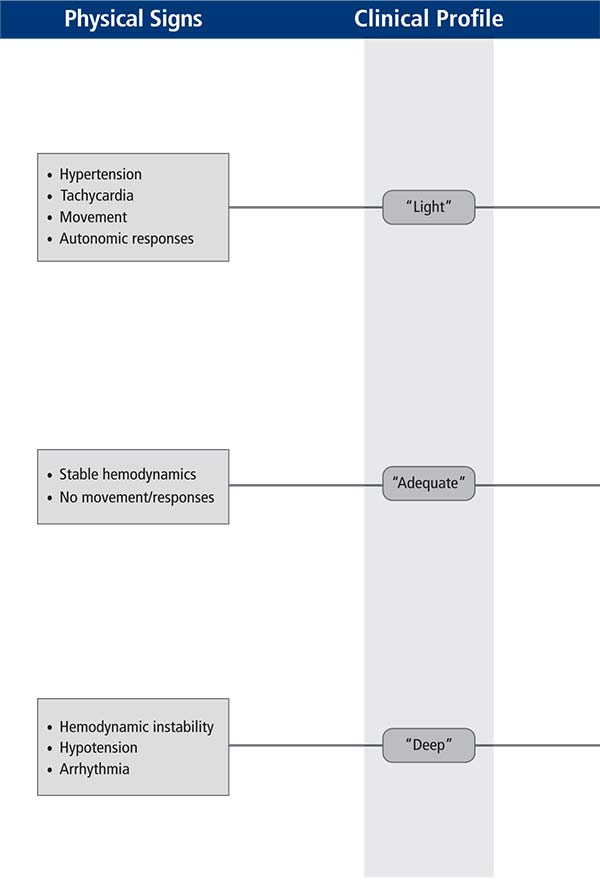 Physical Signs
Clinical Profile
• Hypertension
• Tachycardia
• Movement
• Autonomic responses
“Light”
• Stable hemodynamics
• No movement/responses
“Adequate”
• Hemodynamic instability
• Hypotension
• Arrhythmia
“Deep”